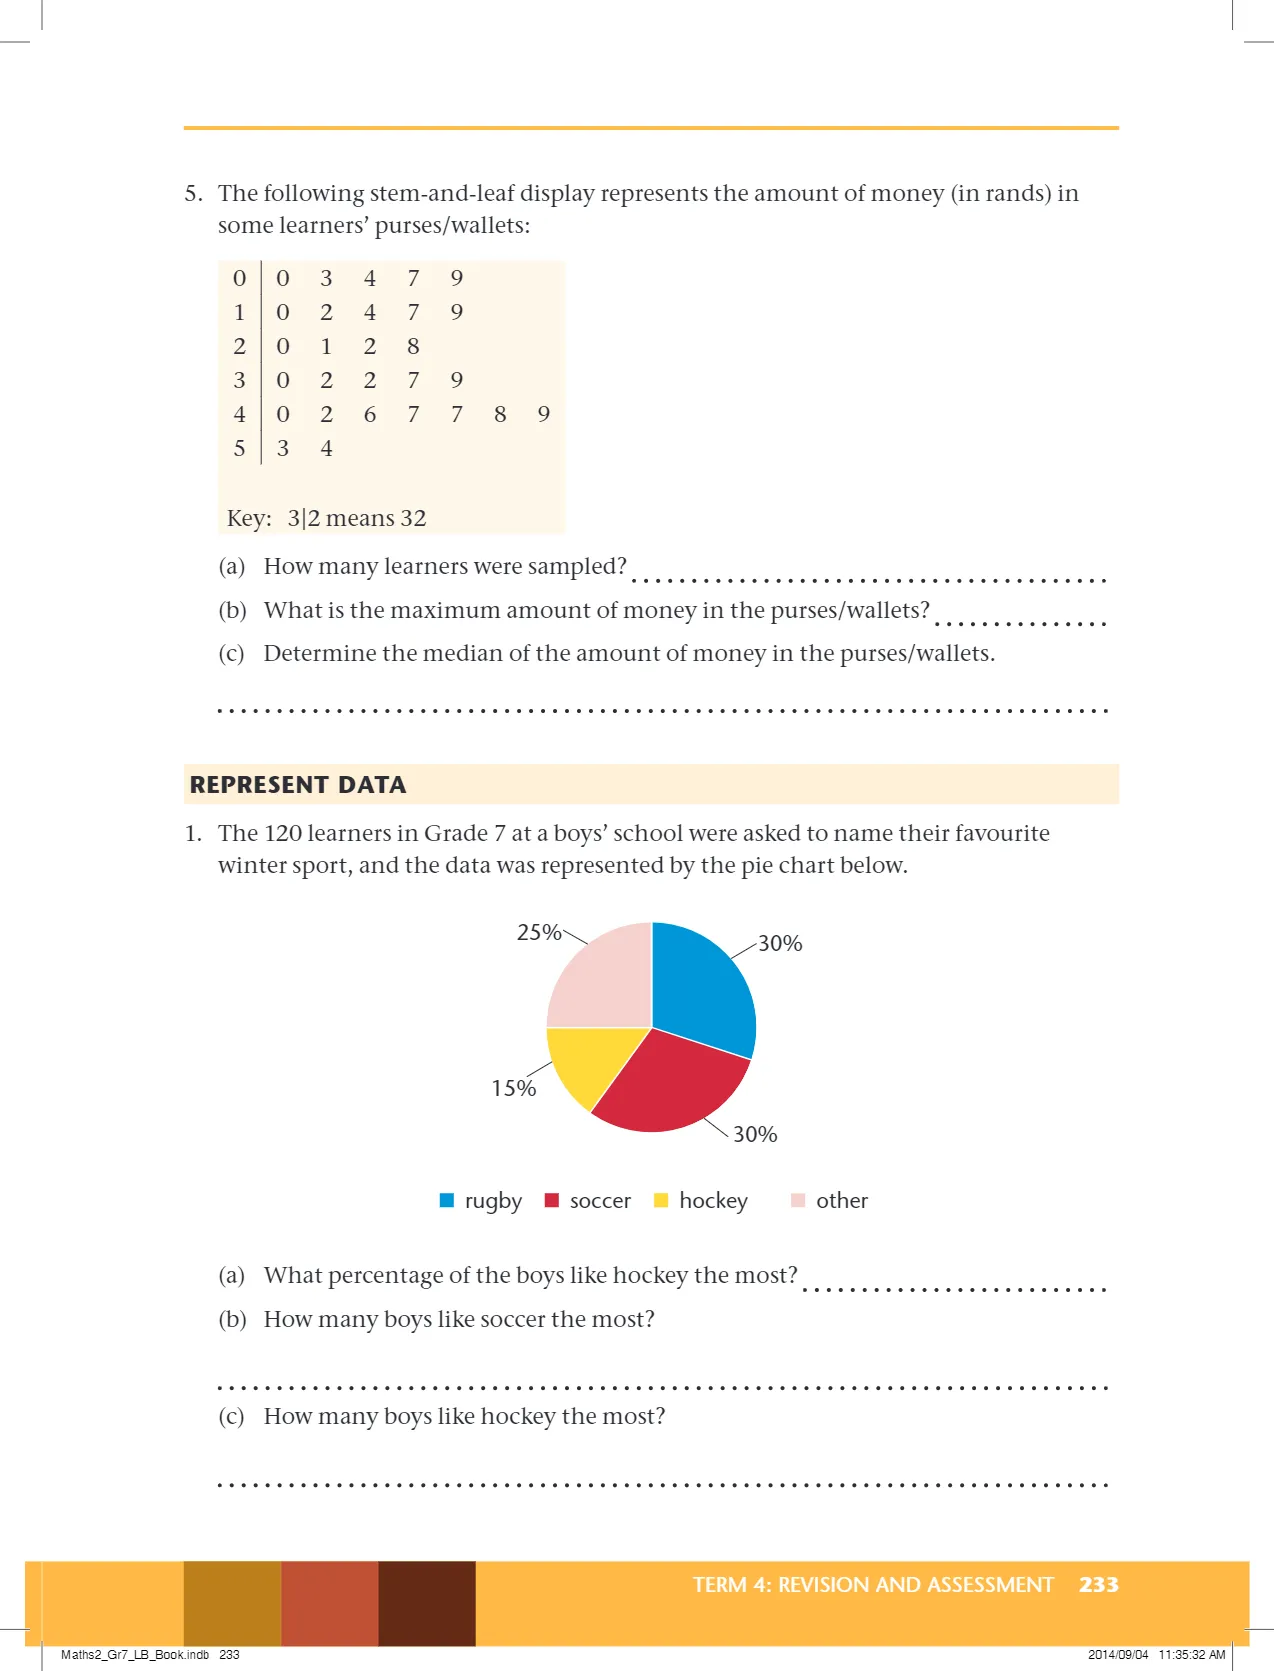 5. The following stem-and-leaf display represents the amount of money (in rands) in
some learners’ purses/wallets:
0 | 0 3 4 7 9
1 | 0 2 4 7 9
2 | 0 1 2 8
3 | 0 2 2 7 9
4 | 0 2 6 7 7 8 9
5 | 3 4
Key: 3|2 means 32
(a) How many learners were sampled?
(b) What is the maximum amount of money in the purses/wallets?
(c) Determine the median of the amount of money in the purses/wallets.
REPRESENT DATA
1. The 120 learners in Grade 7 at a boys’ school were asked to name their favourite
winter sport, and the data was represented by the pie chart below.
25%
30%
15%
30%
rugby soccer hockey other
(a) What percentage of the boys like hockey the most?
(b) How many boys like soccer the most?
(c) How many boys like hockey the most?
TERM 4: REVISION AND ASSESSMENT 233
Maths2_Gr7_LB_Book.indb 233
2014/09/04 11:35:32 AM